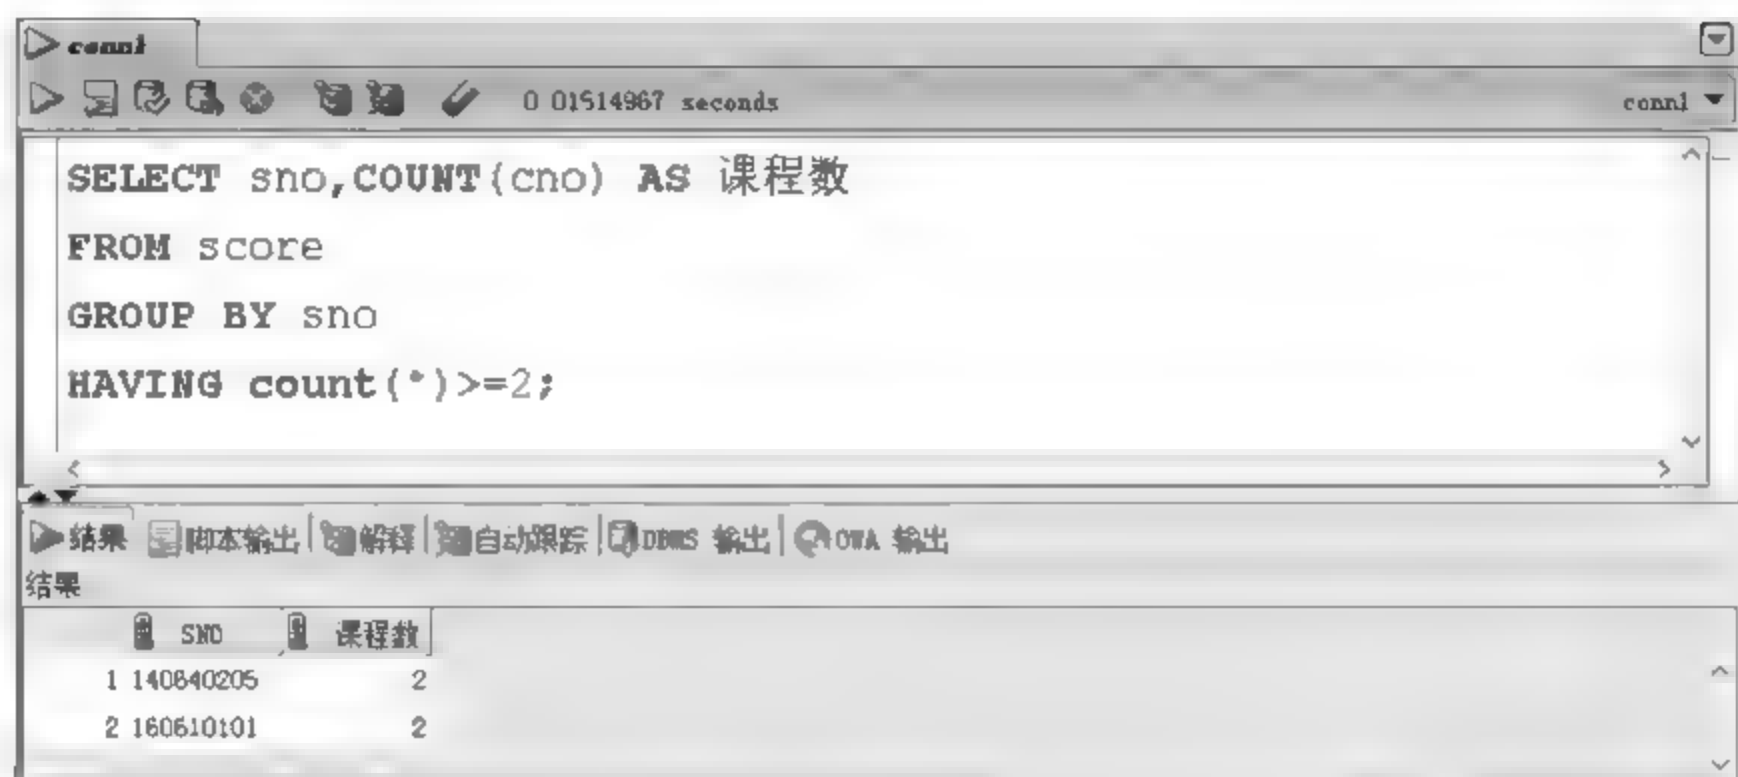 conn1
0.01514967 seconds
conn1
SELECT sno,COUNT(cno) AS 课程数
FROM score
GROUP BY sno
HAVING count(*)>=2;
结果 脚本输出 解释 自动跟踪 DBMS 输出 OWA 输出
结果
SNO 课程数
1 140640205 2
2 160610101 2